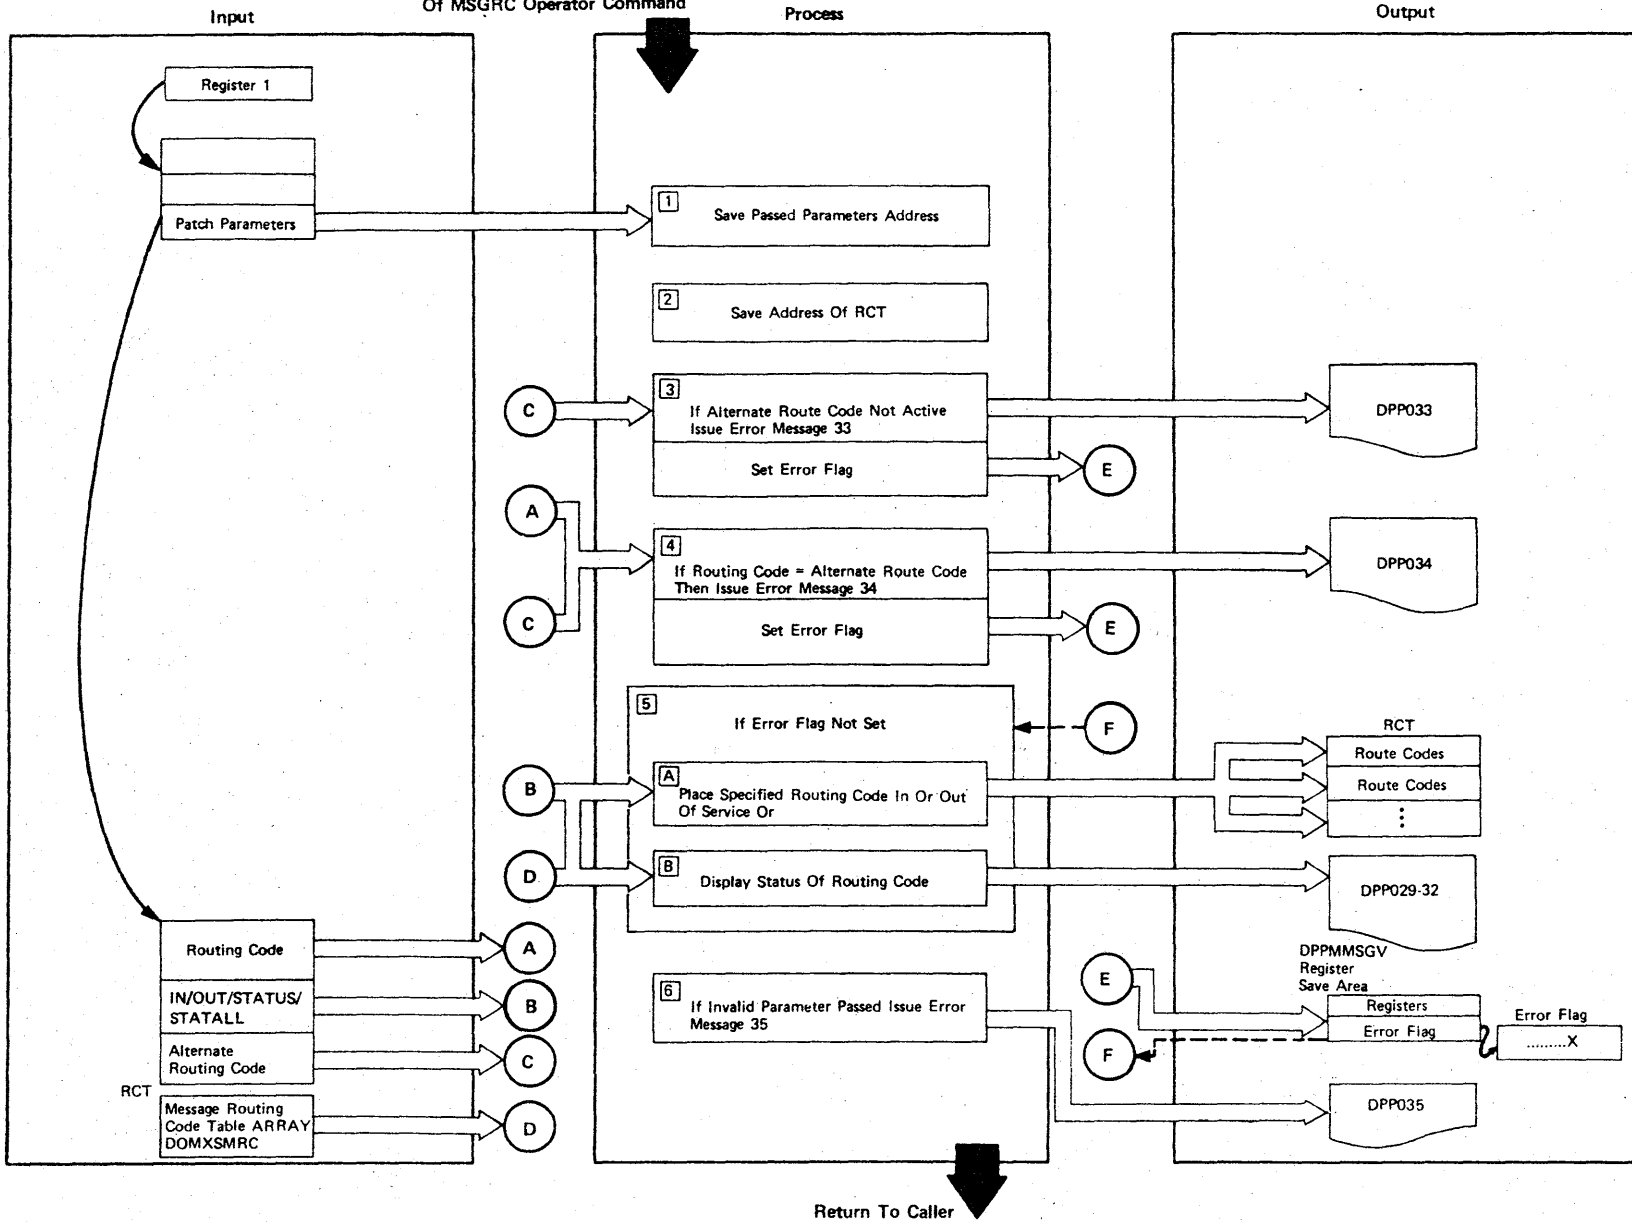 Of MSGRC Operator Command
Input
Process
Output
Register 1
Patch Parameters
1
Save Passed Parameters Address
2
Save Address Of RCT
C
3
If Alternate Route Code Not Active
Issue Error Message 33
Set Error Flag
E
DPP033
A
C
4
If Routing Code = Alternate Route Code
Then Issue Error Message 34
Set Error Flag
E
DPP034
5
If Error Flag Not Set
F
B
D
A
Place Specified Routing Code In Or Out
Of Service Or
B
Display Status Of Routing Code
RCT
Route Codes
Route Codes
⋮
DPP029-32
Routing Code
A
IN/OUT/STATUS/
STATALL
B
Alternate
Routing Code
C
RCT
Message Routing
Code Table ARRAY
DOMXSMRC
D
6
If Invalid Parameter Passed Issue Error
Message 35
E
F
DPPMMSGV
Register
Save Area
Registers
Error Flag
Error Flag
.........X
DPP035
Return To Caller